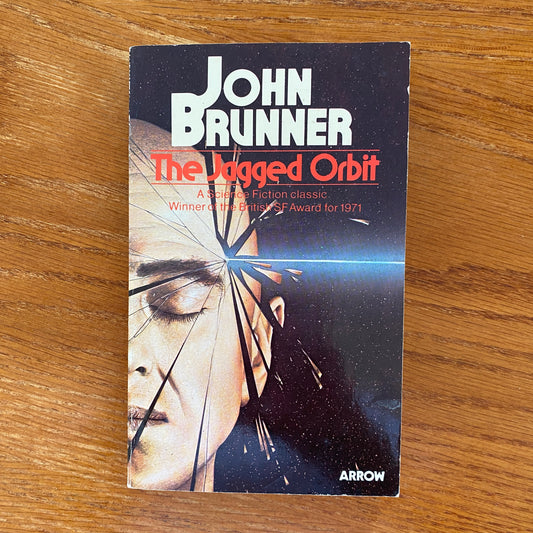 JOHN
BRUNNER
The Jagged Orbit
A Science Fiction classic.
Winner of the British SF Award for 1971
ARROW